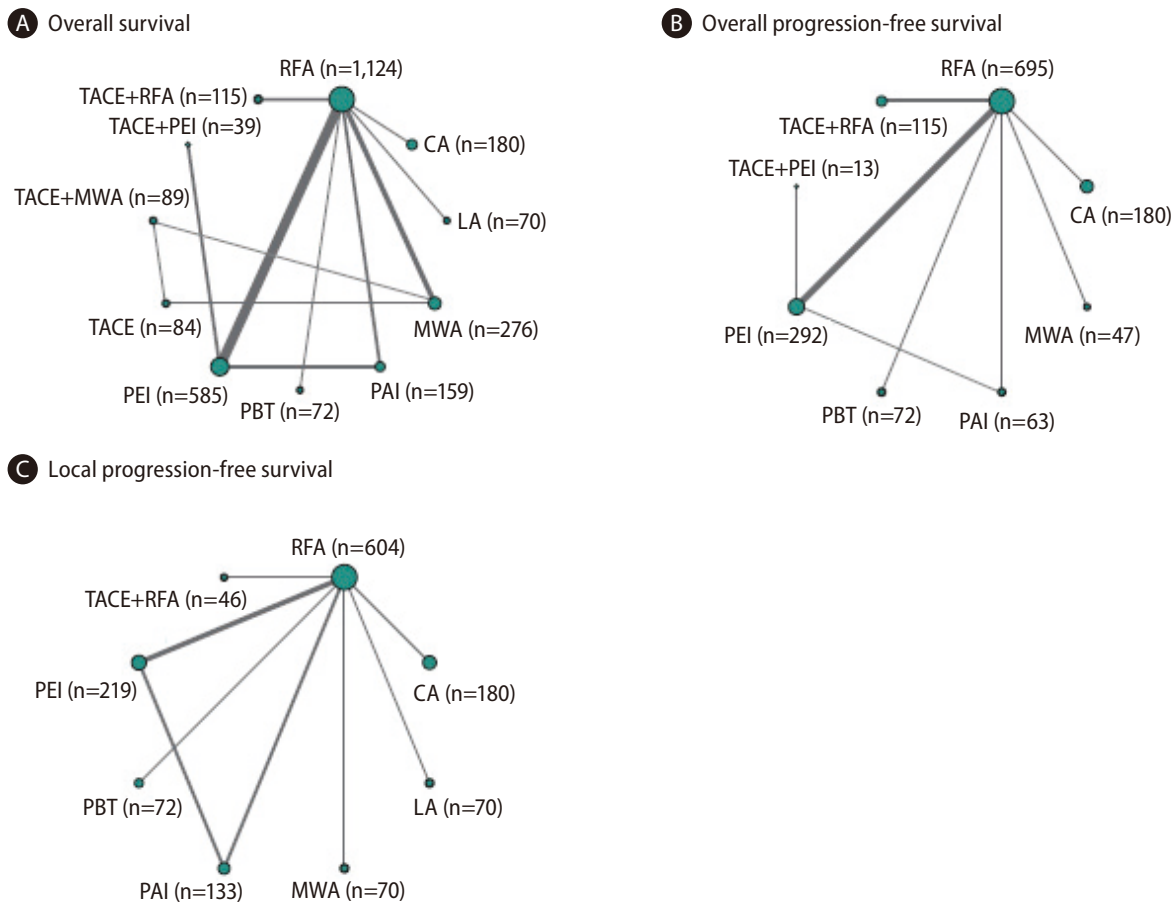 A Overall survival
RFA (n=1,124)
TACE+RFA (n=115)
TACE+PEI (n=39)
CA (n=180)
TACE+MWA (n=89)
LA (n=70)
TACE (n=84)
MWA (n=276)
PEI (n=585)
PBT (n=72)
PAI (n=159)
B Overall progression-free survival
RFA (n=695)
TACE+RFA (n=115)
TACE+PEI (n=13)
CA (n=180)
PEI (n=292)
MWA (n=47)
PBT (n=72)
PAI (n=63)
C Local progression-free survival
RFA (n=604)
TACE+RFA (n=46)
PEI (n=219)
CA (n=180)
PBT (n=72)
LA (n=70)
PAI (n=133)
MWA (n=70)